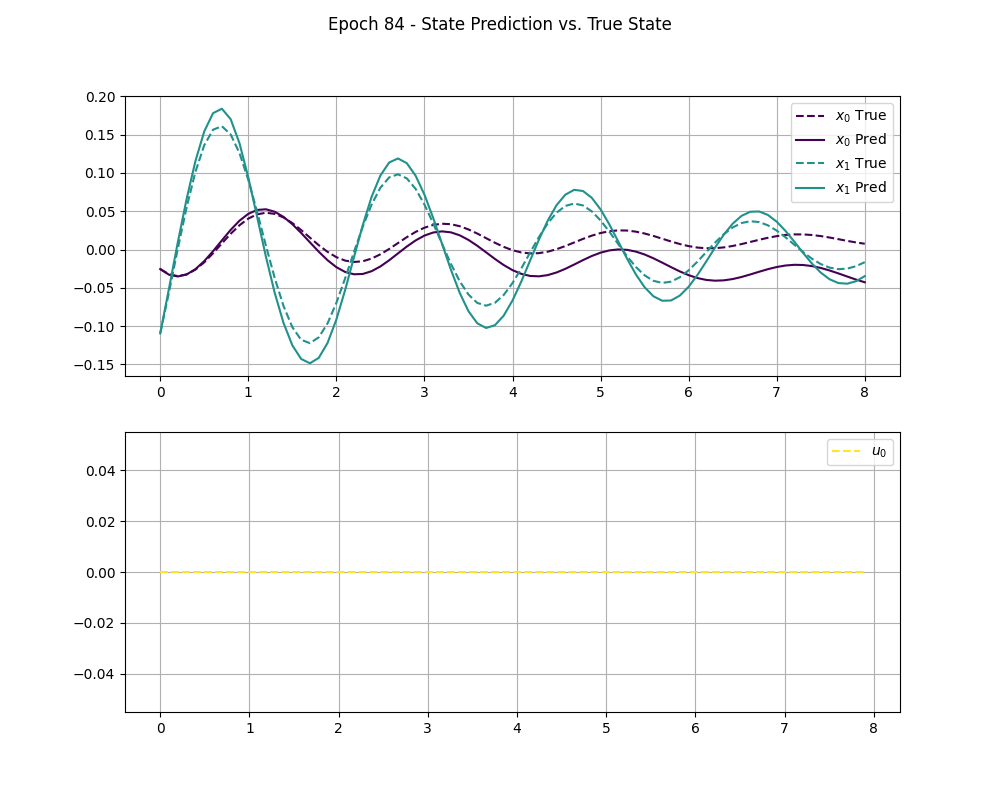 Epoch 84 - State Prediction vs. True State
0.20
0.15
0.10
0.05
0.00
−0.05
−0.10
−0.15
x₀ True
x₀ Pred
x₁ True
x₁ Pred
0 1 2 3 4 5 6 7 8
0.04
0.02
0.00
−0.02
−0.04
u₀
0 1 2 3 4 5 6 7 8